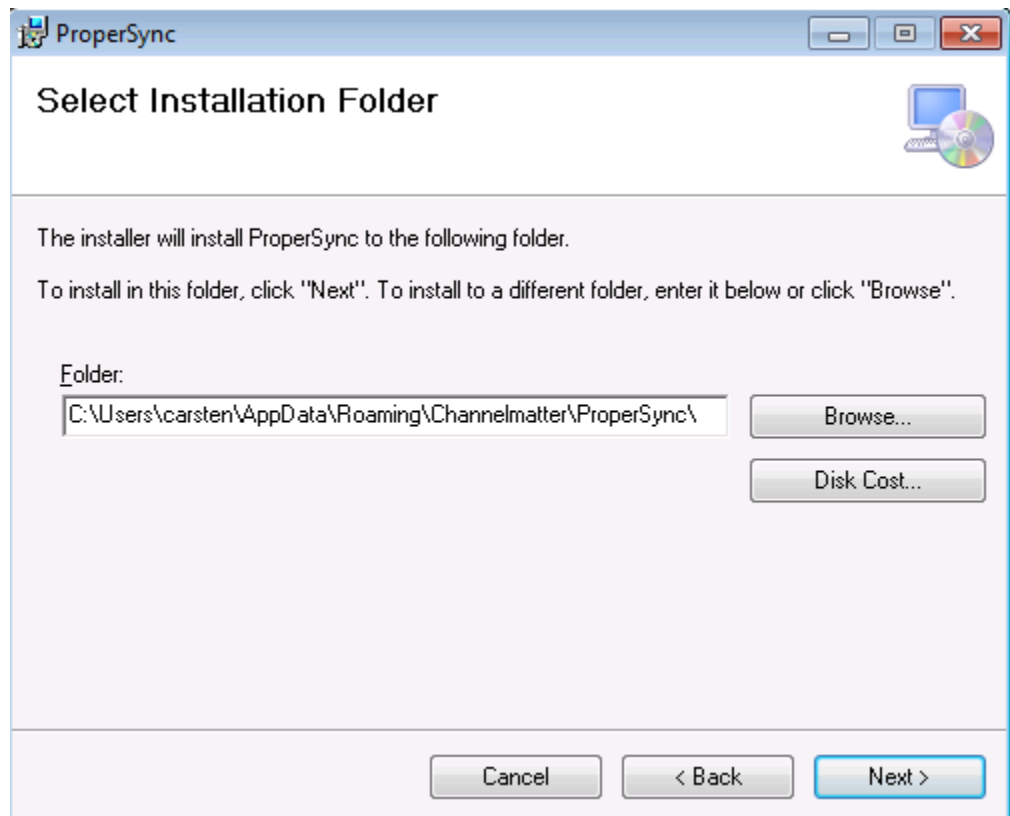 ProperSync
Select Installation Folder
The installer will install ProperSync to the following folder.
To install in this folder, click "Next". To install to a different folder, enter it below or click "Browse".
Folder:
C:\Users\carsten\AppData\Roaming\Channelmatter\ProperSync\
Browse...
Disk Cost...
Cancel
< Back
Next >